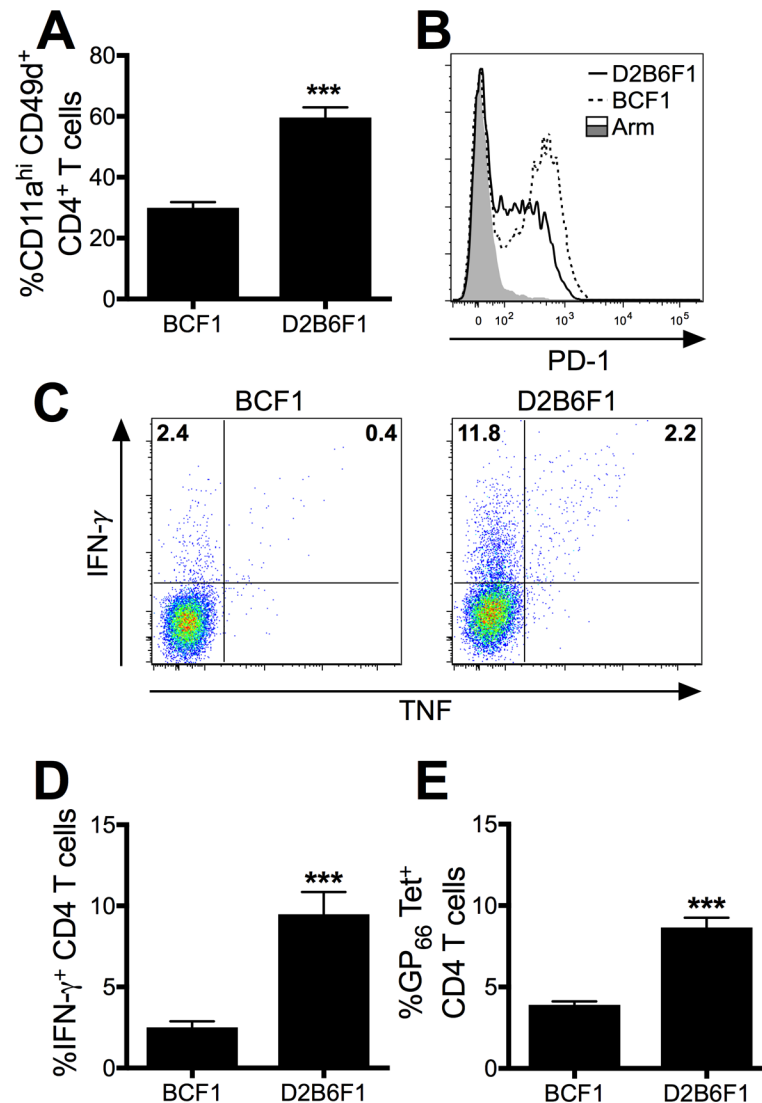 A
%CD11a^hi CD49d^+
CD4^+ T cells
80
60
40
20
0
***
BCF1
D2B6F1
B
D2B6F1
BCF1
Arm
0
10^2
10^3
10^4
10^5
PD-1
C
BCF1
D2B6F1
2.4
0.4
11.8
2.2
IFN-γ
TNF
D
%IFN-γ^+ CD4 T cells
15
10
5
0
***
BCF1
D2B6F1
E
%GP_66 Tet^+
CD4 T cells
15
10
5
0
***
BCF1
D2B6F1